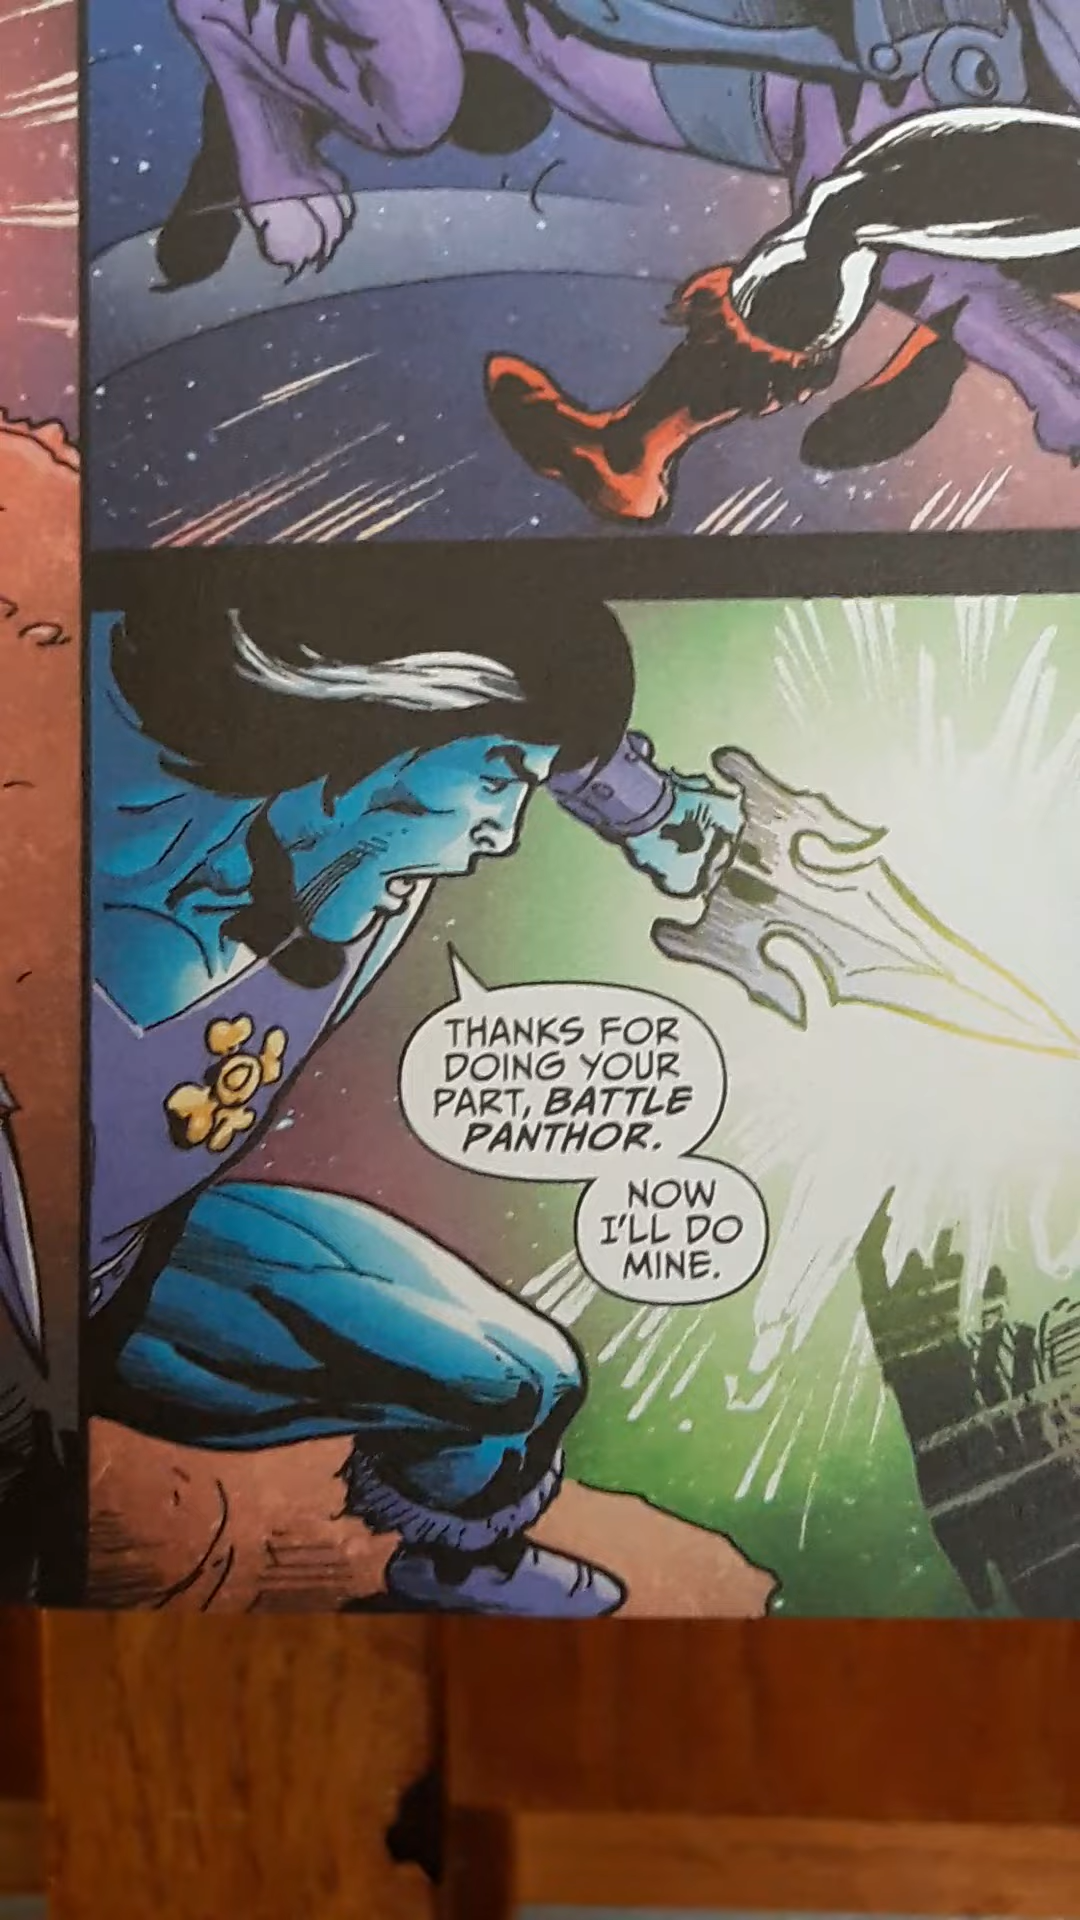 THANKS FOR
DOING YOUR
PART, BATTLE
PANTHOR.
NOW
I'LL DO
MINE.